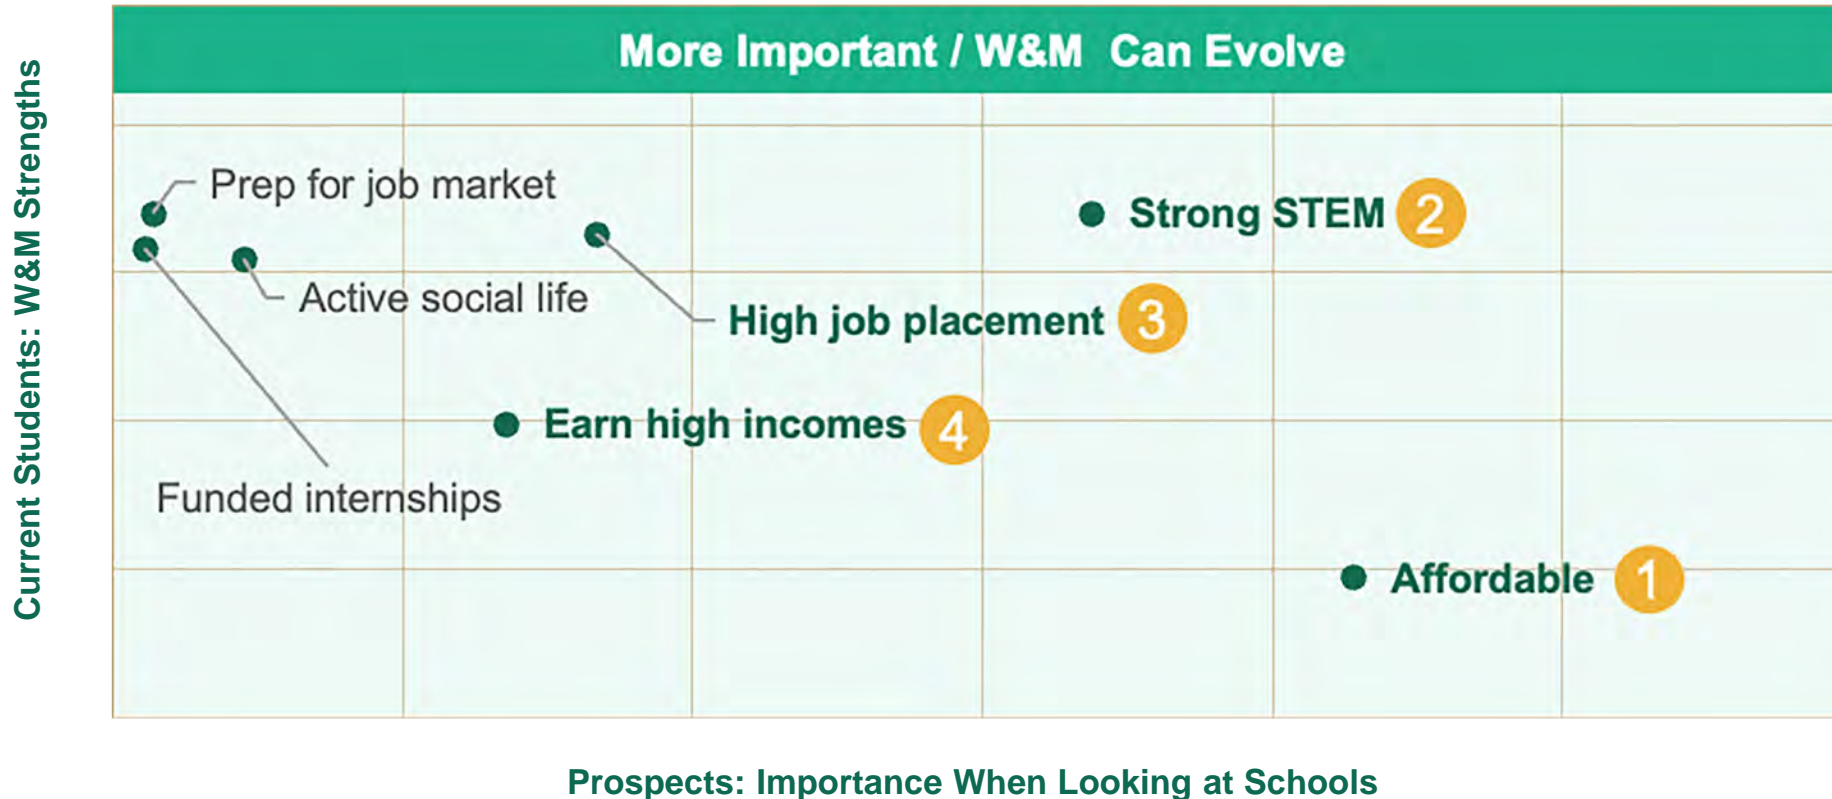 More Important / W&M Can Evolve
Current Students: W&M Strengths
Prep for job market
Strong STEM 2
Active social life
High job placement 3
Earn high incomes 4
Funded internships
Affordable 1
Prospects: Importance When Looking at Schools